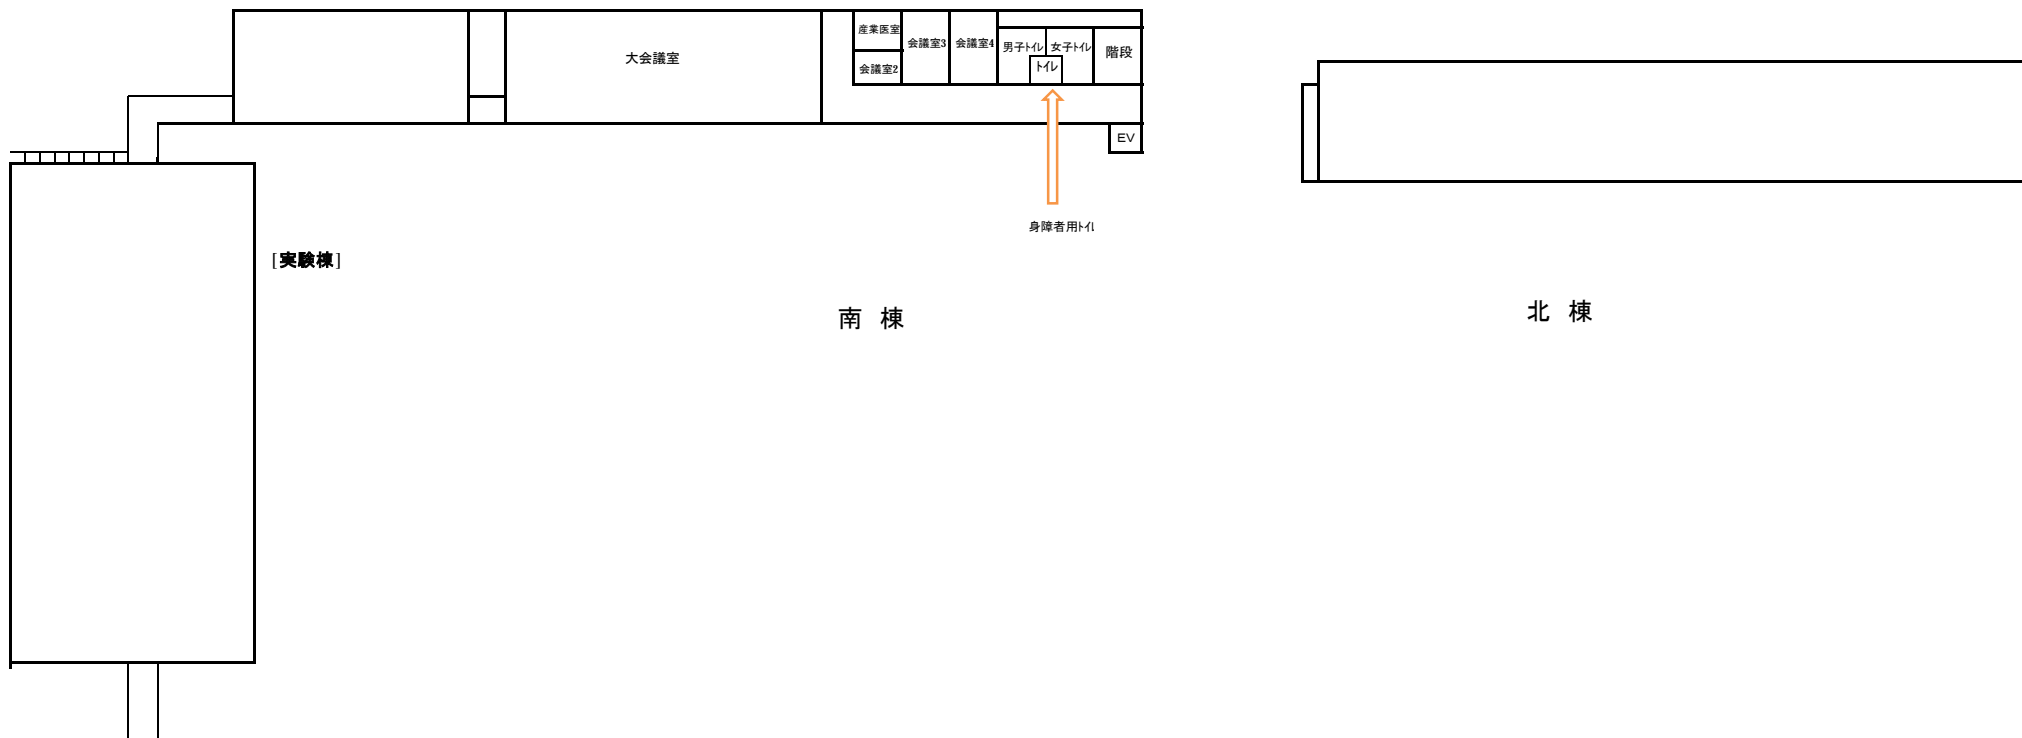 産業医室
大会議室
会議室3
会議室4
男子トイレ
女子トイレ
階段
会議室2
トイレ
EV
身障者用トイレ
[実験棟]
南 棟
北 棟